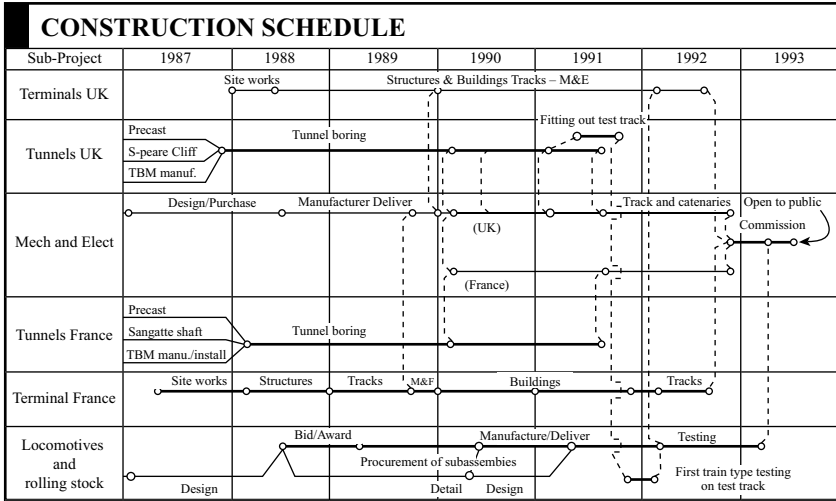 CONSTRUCTION SCHEDULE
Sub-Project 1987 1988 1989 1990 1991 1992 1993
Terminals UK
Site works
Structures & Buildings Tracks – M&E
Tunnels UK
Precast
S-peare Cliff
TBM manuf.
Tunnel boring
Fitting out test track
Mech and Elect
Design/Purchase
Manufacturer Deliver
(UK)
Track and catenaries
Open to public
Commission
(France)
Tunnels France
Precast
Sangatte shaft
TBM manu./install
Tunnel boring
Terminal France
Site works
Structures
Tracks
M&F
Buildings
Tracks
Locomotives
and
rolling stock
Bid/Award
Manufacture/Deliver
Testing
Procurement of subassembies
Design
Detail Design
First train type testing
on test track